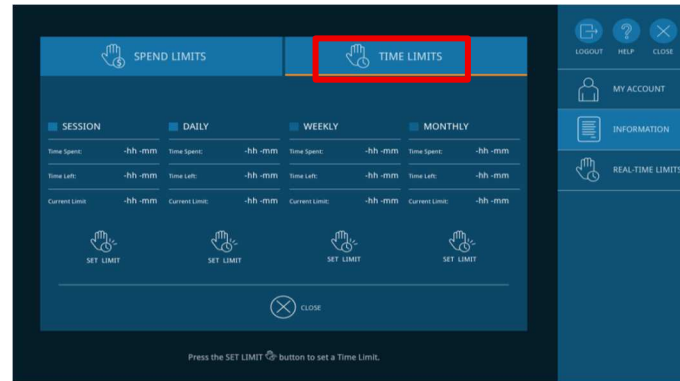 SPEND LIMITS
TIME LIMITS
LOGOUT HELP CLOSE
MY ACCOUNT
INFORMATION
REAL-TIME LIMITS
SESSION DAILY WEEKLY MONTHLY
Time Spent: -hh -mm Time Spent: -hh -mm Time Spent: -hh -mm Time Spent: -hh -mm
Time Left: -hh -mm Time Left: -hh -mm Time Left: -hh -mm Time Left: -hh -mm
Current Limit -hh -mm Current Limit: -hh -mm Current Limit: -hh -mm Current Limit: -hh -mm
SET LIMIT SET LIMIT SET LIMIT SET LIMIT
CLOSE
Press the SET LIMIT button to set a Time Limit.